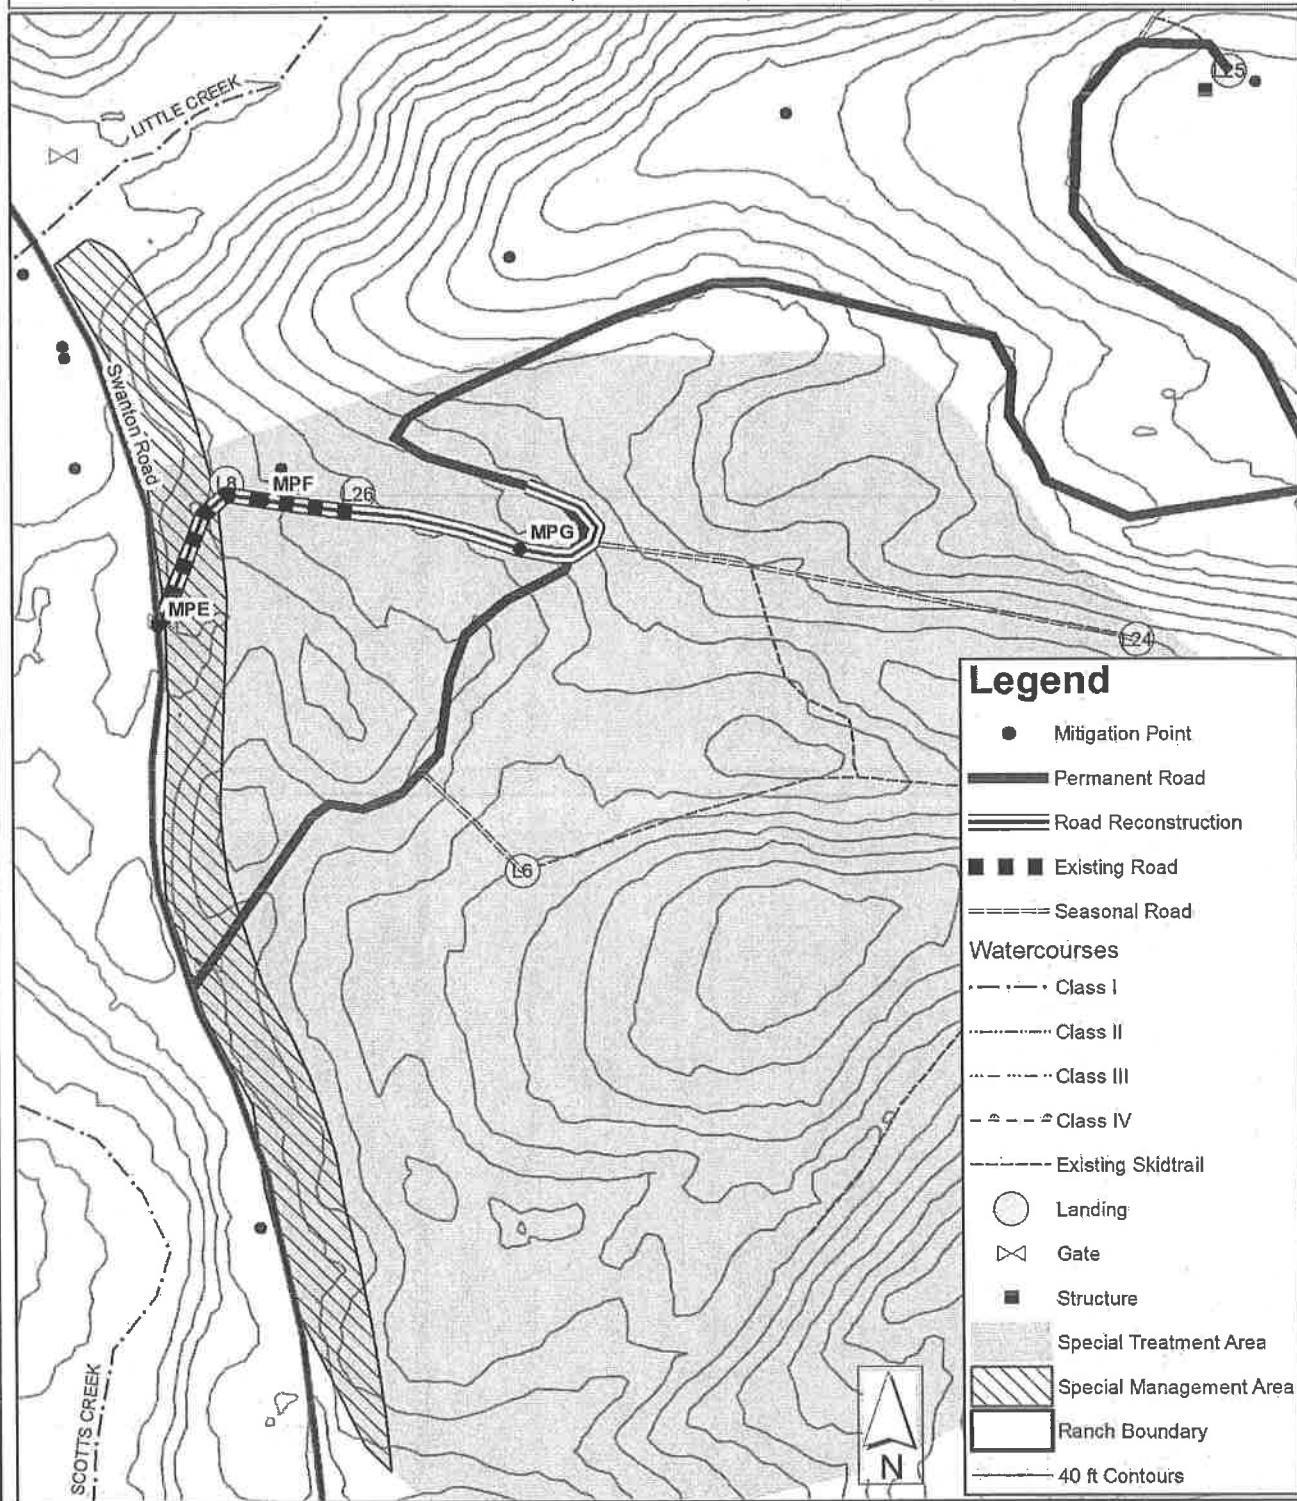 L25
LITTLE CREEK
Swanton Road
L8
MPF
L26
MPG
MPE
L24
L6
SCOTTS CREEK
N
Legend
Mitigation Point
Permanent Road
Road Reconstruction
Existing Road
Seasonal Road
Watercourses
Class I
Class II
Class III
Class IV
Existing Skidtrail
Landing
Gate
Structure
Special Treatment Area
Special Management Area
Ranch Boundary
40 ft Contours